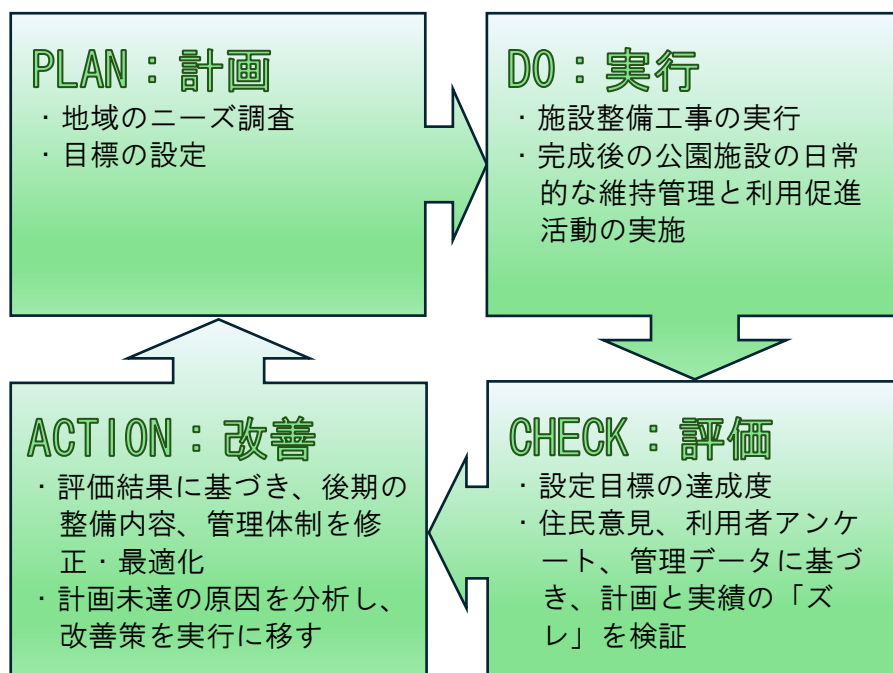 PLAN：計画
・地域のニーズ調査
・目標の設定
DO：実行
・施設整備工事の実行
・完成後の公園施設の日常
的な維持管理と利用促進
活動の実施
ACTION：改善
・評価結果に基づき、後期の
整備内容、管理体制を修
正・最適化
・計画未達の原因を分析し、
改善策を実行に移す
CHECK：評価
・設定目標の達成度
・住民意見、利用者アンケ
ート、管理データに基づ
き、計画と実績の「ズ
レ」を検証